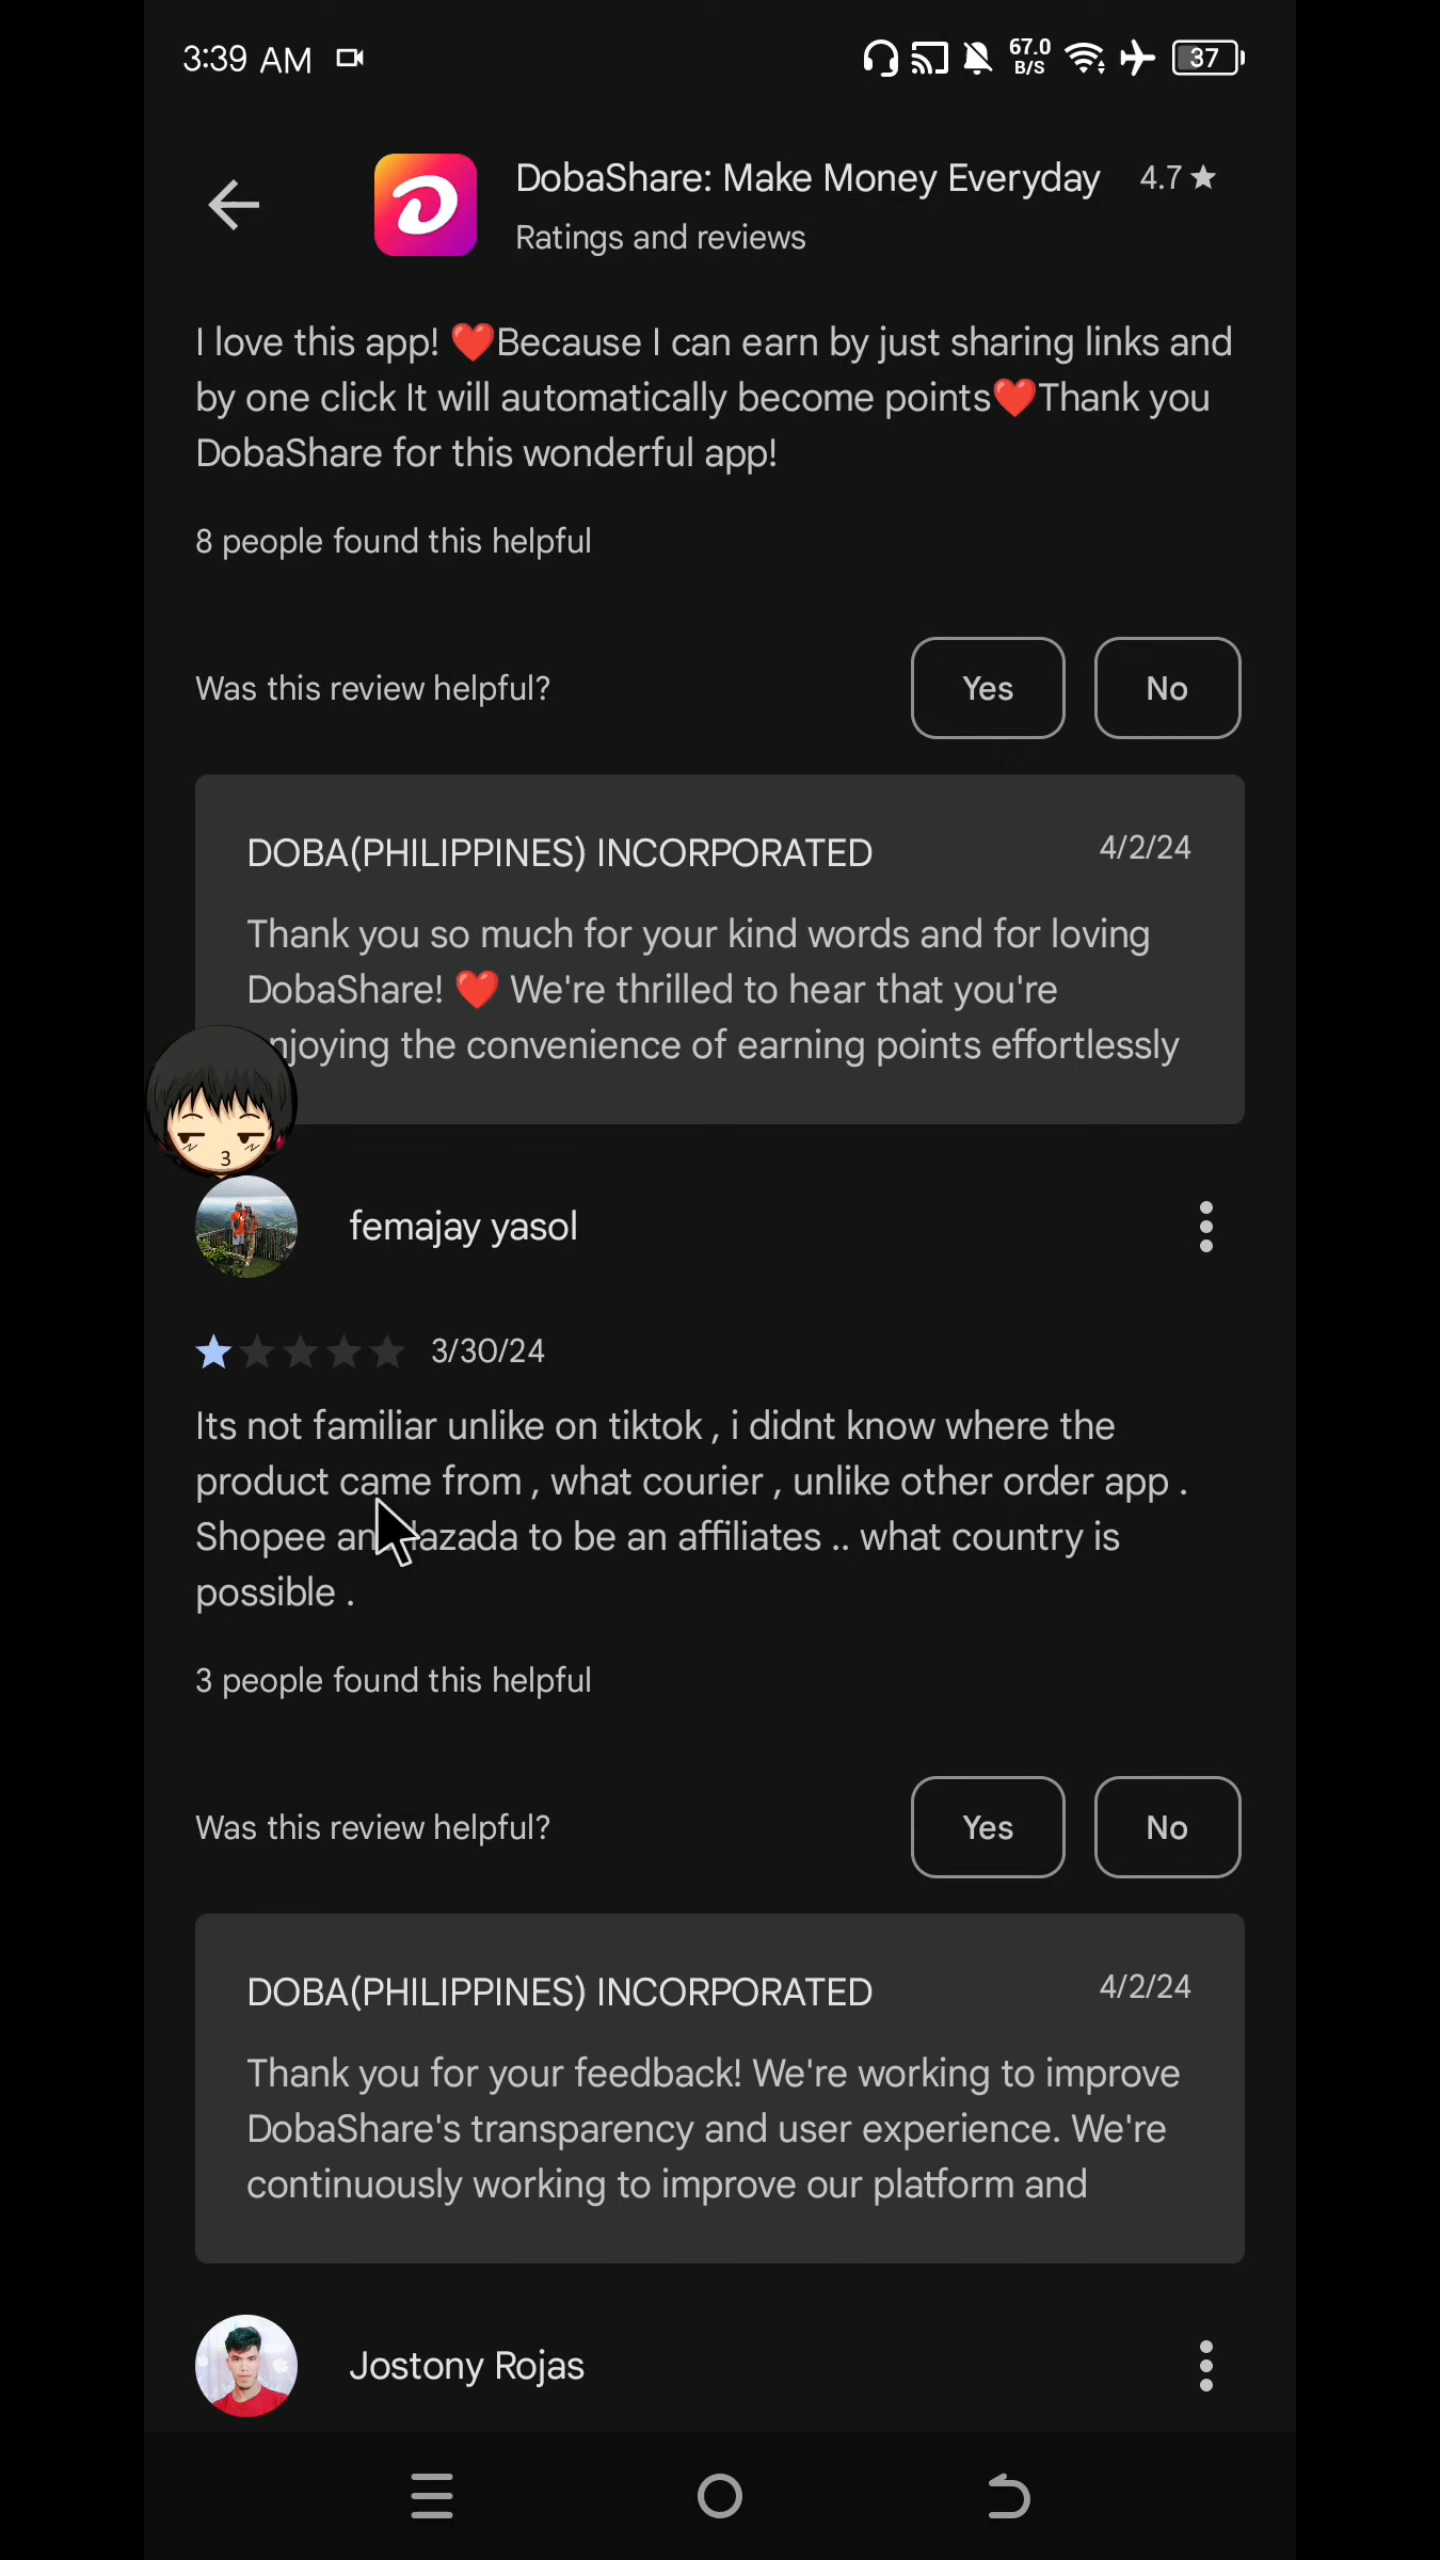 3:39 AM
67.0
B/S
37
DobaShare: Make Money Everyday 4.7★
Ratings and reviews
I love this app! ❤️Because I can earn by just sharing links and
by one click It will automatically become points❤️Thank you
DobaShare for this wonderful app!
8 people found this helpful
Was this review helpful? Yes No
DOBA(PHILIPPINES) INCORPORATED 4/2/24
Thank you so much for your kind words and for loving
DobaShare! ❤️ We're thrilled to hear that you're
njoying the convenience of earning points effortlessly
3
femajay yasol
3/30/24
Its not familiar unlike on tiktok , i didnt know where the
product came from , what courier , unlike other order app .
Shopee an lazada to be an affiliates .. what country is
possible .
3 people found this helpful
Was this review helpful? Yes No
DOBA(PHILIPPINES) INCORPORATED 4/2/24
Thank you for your feedback! We're working to improve
DobaShare's transparency and user experience. We're
continuously working to improve our platform and
Jostony Rojas